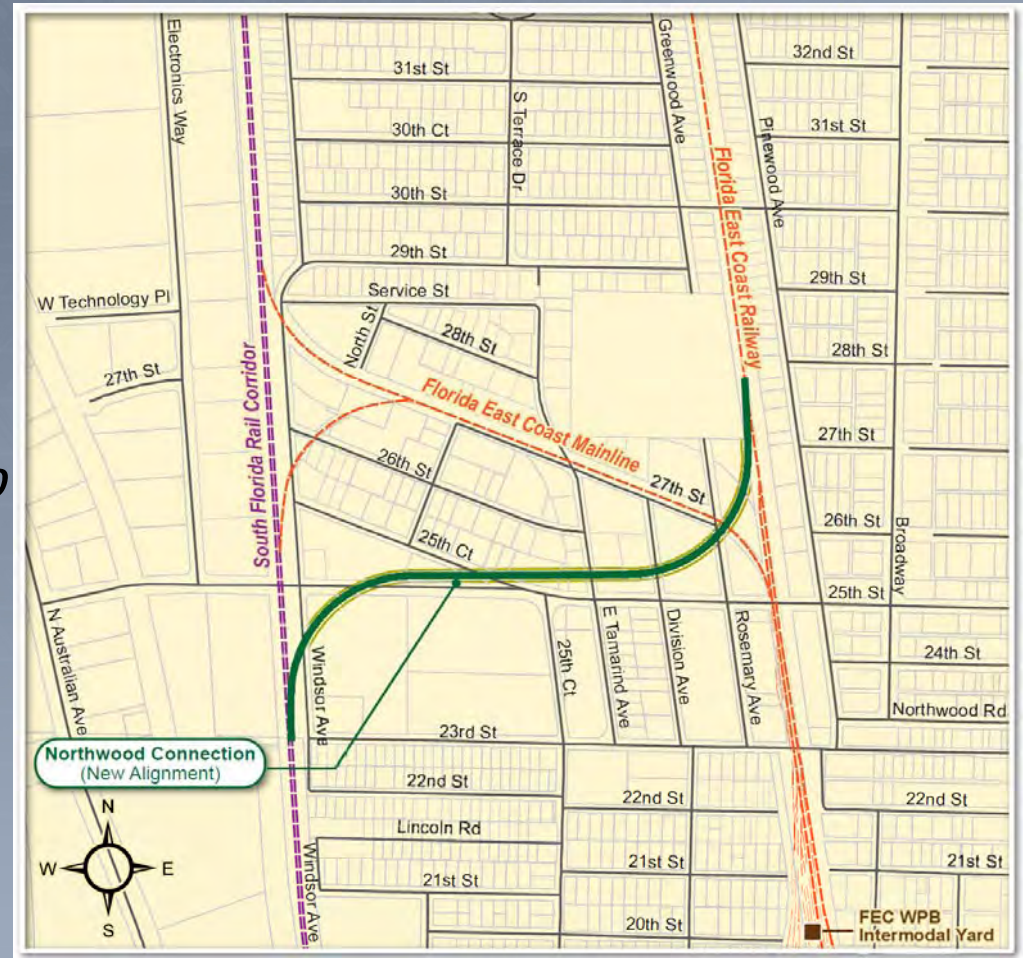 Electronics Way
Greenwood Ave
32nd St
31st St
S Terrace Dr
31st St
30th Ct
Pinewood Ave
Florida East Coast Railway
30th St
29th St
29th St
Service St
W Technology Pl
North St
28th St
28th St
27th St
South Florida Rail Corridor
Florida East Coast Mainline
27th St
26th St
27th St
25th Ct
26th St
Broadway
25th St
N Australian Ave
Windsor Ave
25th Ct
E Tamarind Ave
Division Ave
Rosemary Ave
24th St
Northwood Rd
23rd St
Northwood Connection
(New Alignment)
22nd St
22nd St
22nd St
N
W
E
S
Lincoln Rd
Windsor Ave
21st St
21st St
21st St
20th St
FEC WPB
Intermodal Yard